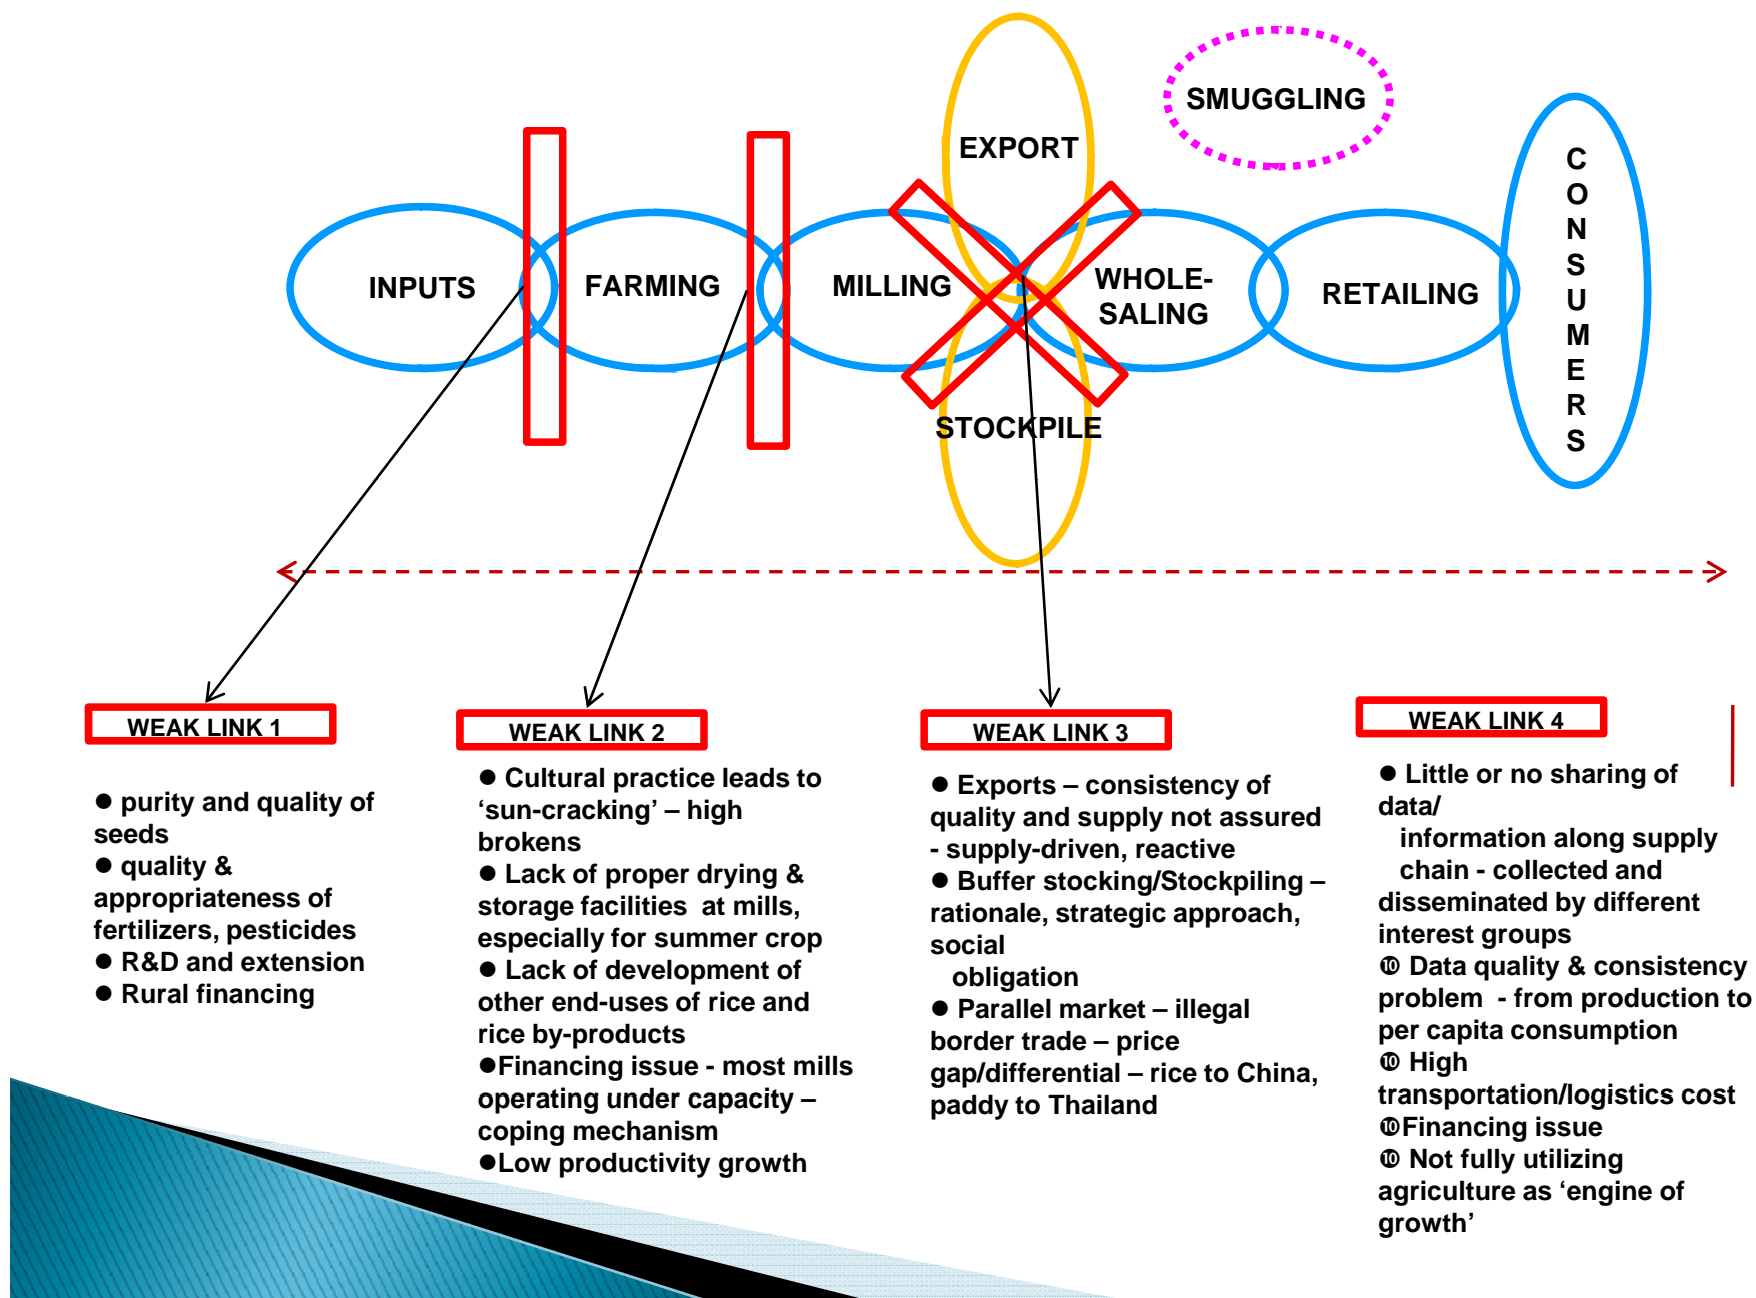 SMUGGLING
EXPORT
CONSUMERS
INPUTS
FARMING
MILLING
WHOLE-
SALING
RETAILING
STOCKPILE
WEAK LINK 1
● purity and quality of
seeds
● quality &
appropriateness of
fertilizers, pesticides
● R&D and extension
● Rural financing
WEAK LINK 2
● Cultural practice leads to
‘sun-cracking’ – high
brokens
● Lack of proper drying &
storage facilities at mills,
especially for summer crop
● Lack of development of
other end-uses of rice and
rice by-products
●Financing issue - most mills
operating under capacity –
coping mechanism
●Low productivity growth
WEAK LINK 3
● Exports – consistency of
quality and supply not assured
- supply-driven, reactive
● Buffer stocking/Stockpiling –
rationale, strategic approach,
social
obligation
● Parallel market – illegal
border trade – price
gap/differential – rice to China,
paddy to Thailand
WEAK LINK 4
● Little or no sharing of
data/
information along supply
chain - collected and
disseminated by different
interest groups
❿ Data quality & consistency
problem - from production to
per capita consumption
❿ High
transportation/logistics cost
❿Financing issue
❿ Not fully utilizing
agriculture as ‘engine of
growth’